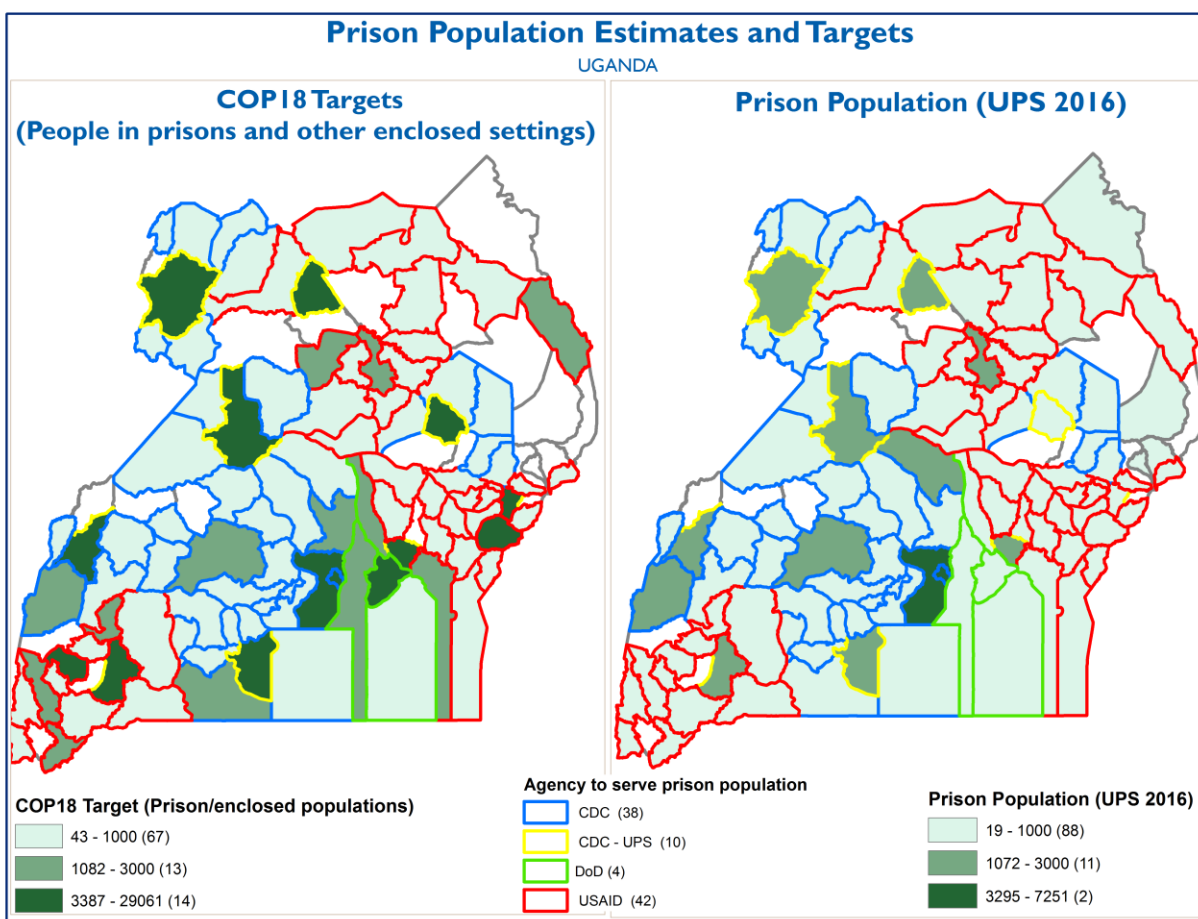 Prison Population Estimates and Targets
UGANDA
COP18 Targets
(People in prisons and other enclosed settings)
Prison Population (UPS 2016)
COP18 Target (Prison/enclosed populations)
43 - 1000 (67)
1082 - 3000 (13)
3387 - 29061 (14)
Agency to serve prison population
CDC (38)
CDC - UPS (10)
DoD (4)
USAID (42)
Prison Population (UPS 2016)
19 - 1000 (88)
1072 - 3000 (11)
3295 - 7251 (2)